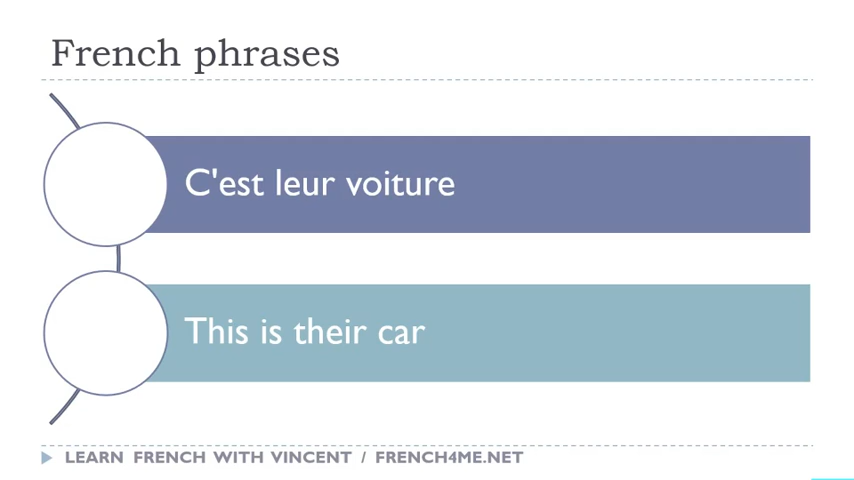 French phrases
C'est leur voiture
This is their car
LEARN FRENCH WITH VINCENT / FRENCH4ME.NET